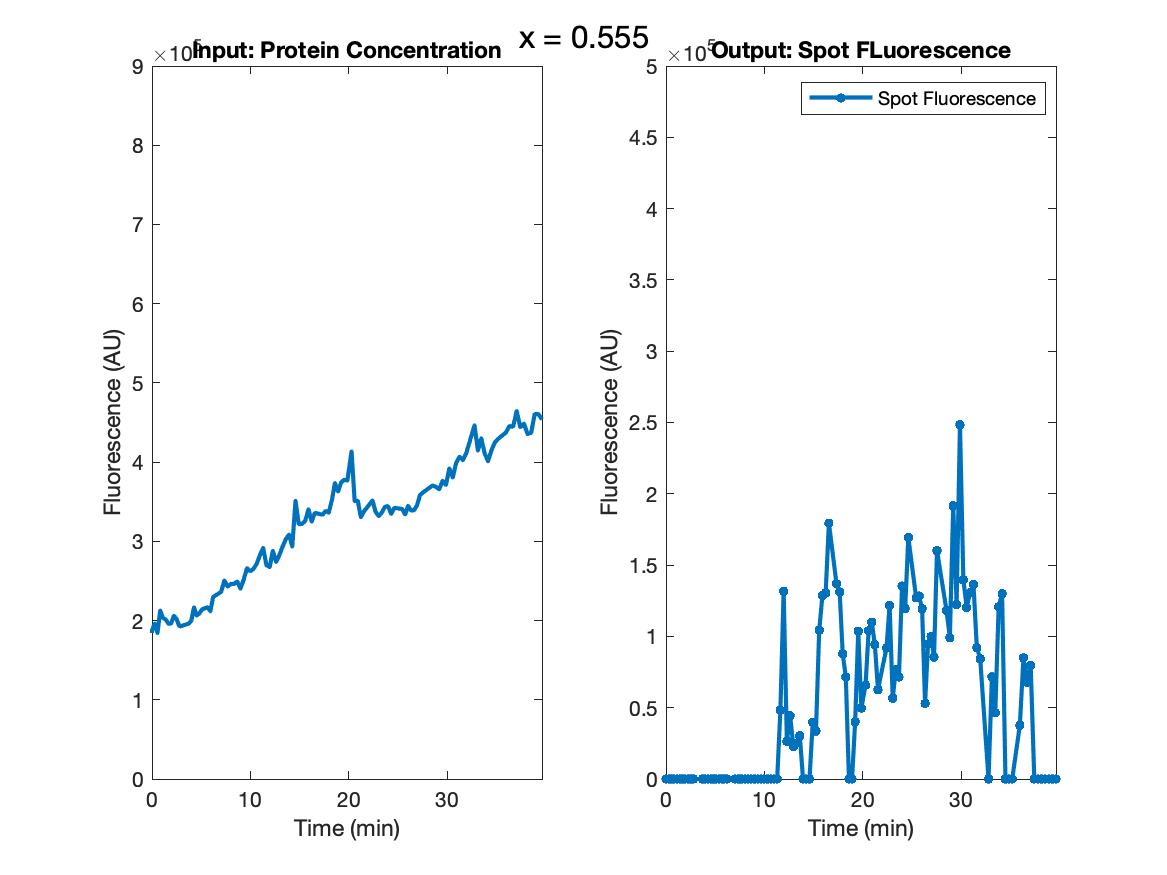 x = 0.555
×10⁵
Input: Protein Concentration
9
8
7
6
5
4
3
2
1
0
Fluorescence (AU)
0 10 20 30
Time (min)
×10⁵
Output: Spot FLuorescence
Spot Fluorescence
5
4.5
4
3.5
3
2.5
2
1.5
1
0.5
0
Fluorescence (AU)
0 10 20 30
Time (min)